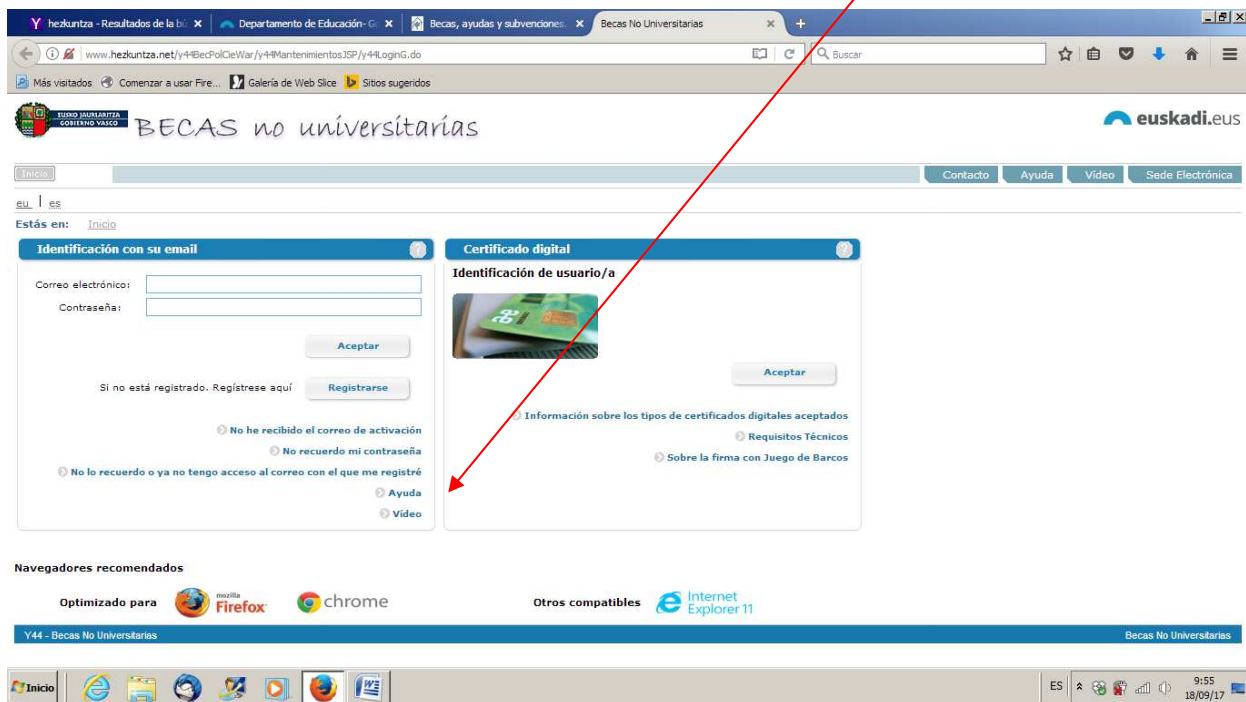 hezkuntza - Resultados de la bú
Departamento de Educación- G
Becas, ayudas y subvenciones.
Becas No Universitarias
www.hezkuntza.net/y44BecPolCieWar/y44MantenimientosJSP/y44LoginG.do
Buscar
Más visitados
Comenzar a usar Fire...
Galería de Web Slice
Sitios sugeridos
EUSKO JAURLARITZA
GOBIERNO VASCO
BECAS no universitarias
euskadi.eus
Inicio
Contacto
Ayuda
Vídeo
Sede Electrónica
eu | es
Estás en: Inicio
Identificación con su email
Correo electrónico:
Contraseña:
Aceptar
Si no está registrado. Regístrese aquí
Registrarse
No he recibido el correo de activación
No recuerdo mi contraseña
No lo recuerdo o ya no tengo acceso al correo con el que me registré
Ayuda
Vídeo
Certificado digital
Identificación de usuario/a
Aceptar
Información sobre los tipos de certificados digitales aceptados
Requisitos Técnicos
Sobre la firma con Juego de Barcos
Navegadores recomendados
Optimizado para
mozilla
Firefox
chrome
Otros compatibles
Internet
Explorer 11
Y44 - Becas No Universitarias
Becas No Universitarias
Inicio
ES
9:55
18/09/17